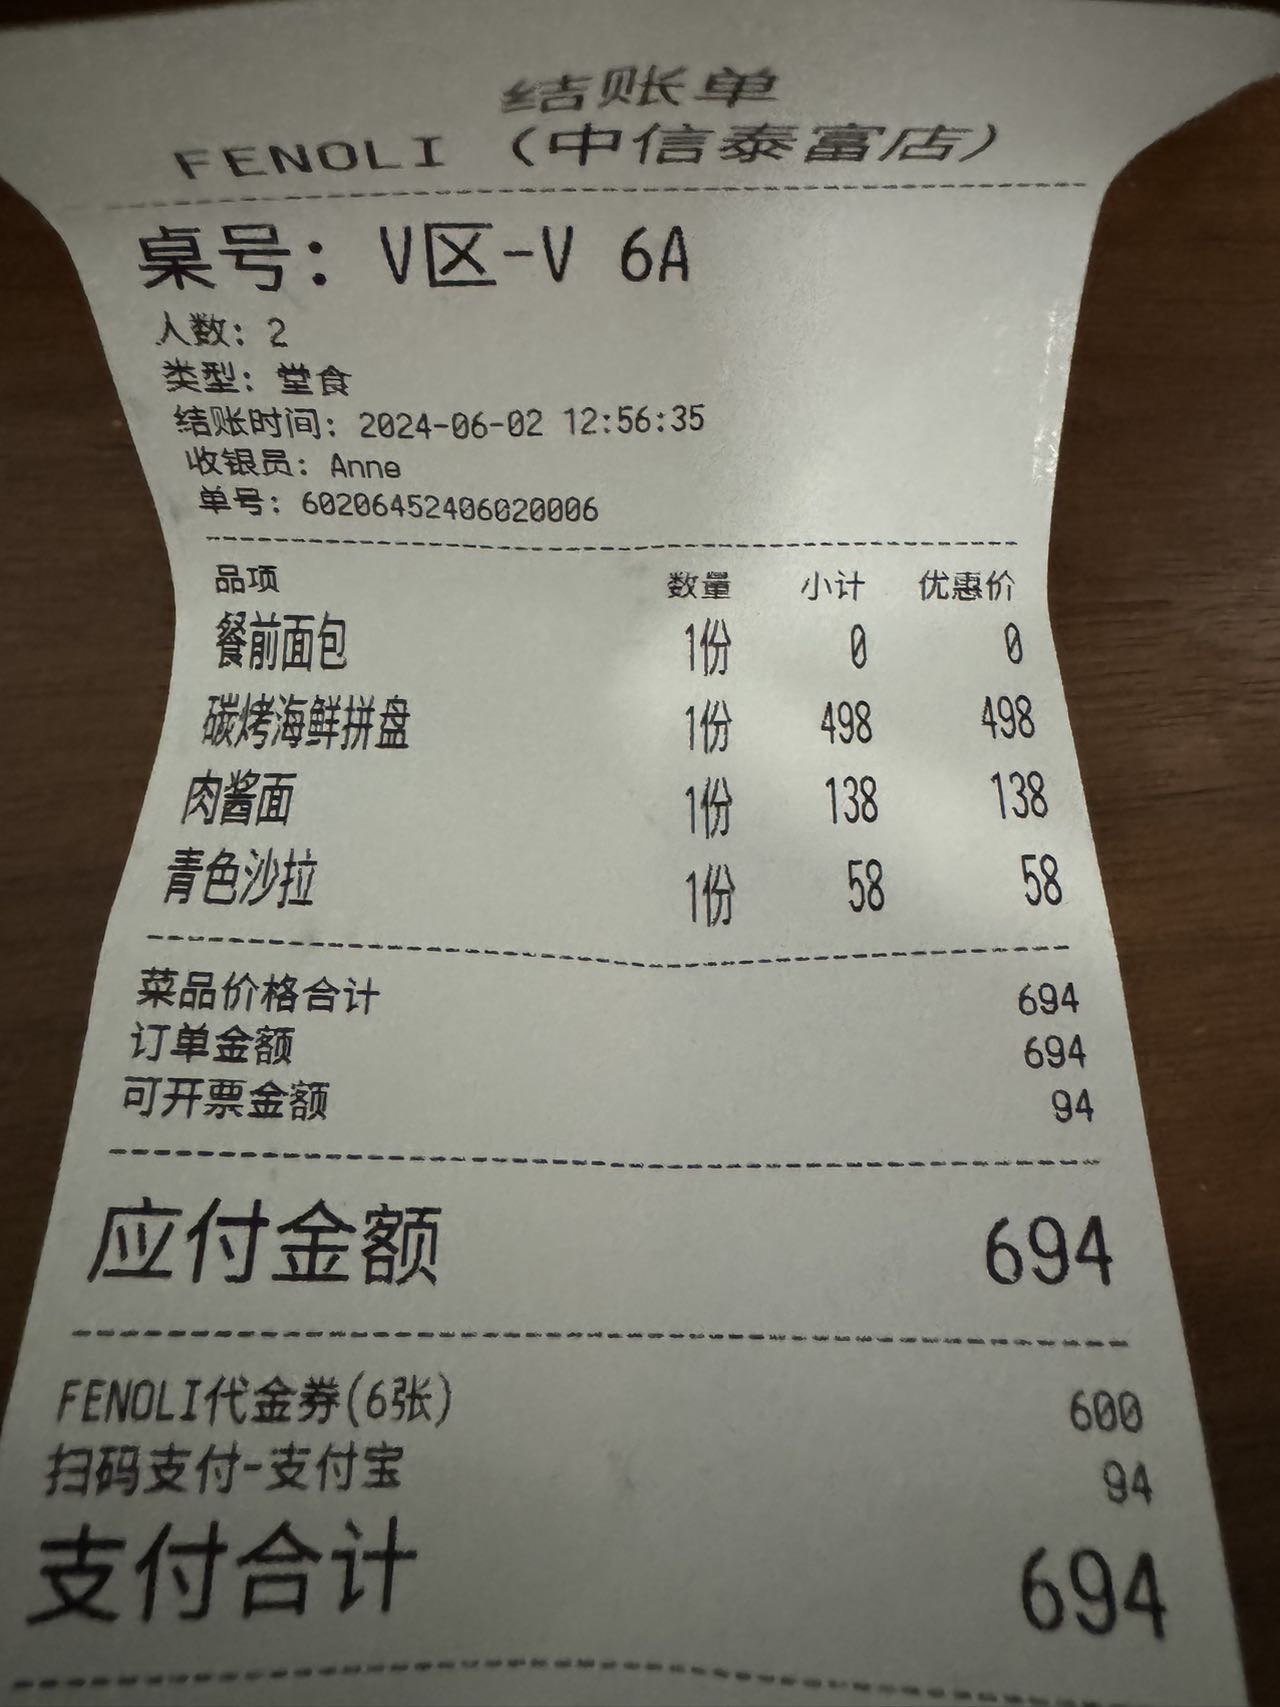 结账单
FENOLI (中信泰富店)
桌号: V区-V 6A
人数: 2
类型: 堂食
结账时间: 2024-06-02 12:56:35
收银员: Anne
单号: 60206452406020006
品项 数量 小计 优惠价
餐前面包 1份 0 0
碳烤海鲜拼盘 1份 498 498
肉酱面 1份 138 138
青色沙拉 1份 58 58
菜品价格合计 694
订单金额 694
可开票金额 94
应付金额 694
FENOLI代金券(6张) 600
扫码支付-支付宝 94
支付合计 694